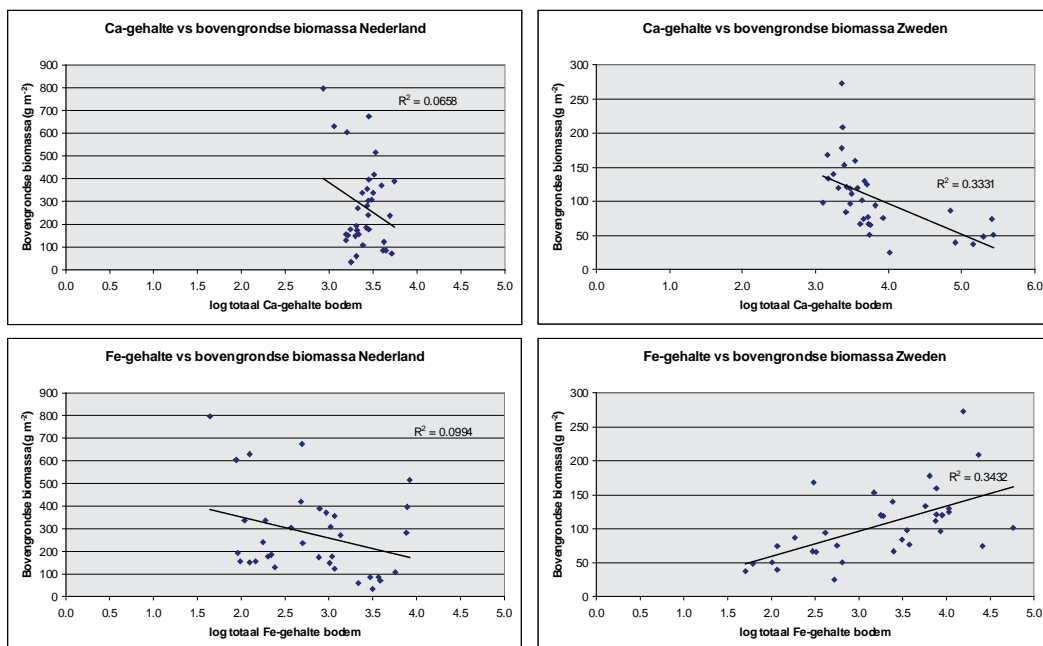 Ca-gehalte vs bovengrondse biomassa Nederland
900
800
700
600
500
400
300
200
100
0
Bovengrondse biomassa (g m-2)
R² = 0.0658
0.0 0.5 1.0 1.5 2.0 2.5 3.0 3.5 4.0 4.5 5.0
log totaal Ca-gehalte bodem
Ca-gehalte vs bovengrondse biomassa Zweden
300
250
200
150
100
50
0
Bovengrondse biomassa (g m-2)
R² = 0.3331
0.0 1.0 2.0 3.0 4.0 5.0 6.0
log totaal Ca-gehalte bodem
Fe-gehalte vs bovengrondse biomassa Nederland
900
800
700
600
500
400
300
200
100
0
Bovengrondse biomassa (g m-2)
R² = 0.0994
0.0 0.5 1.0 1.5 2.0 2.5 3.0 3.5 4.0 4.5 5.0
log totaal Fe-gehalte bodem
Fe-gehalte vs bovengrondse biomassa Zweden
300
250
200
150
100
50
0
Bovengrondse biomassa (g m-2)
R² = 0.3432
0.0 0.5 1.0 1.5 2.0 2.5 3.0 3.5 4.0 4.5 5.0
log totaal Fe-gehalte bodem